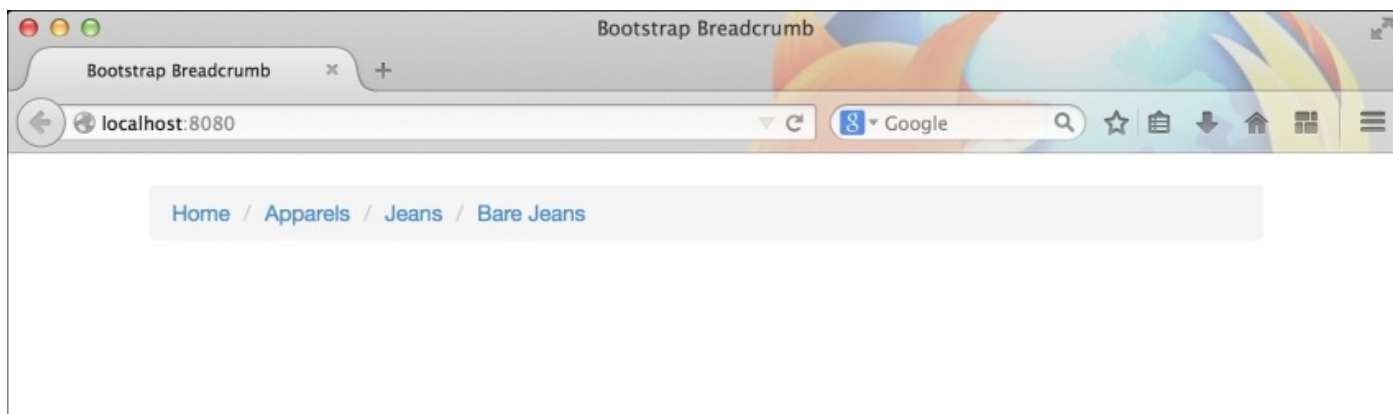 Bootstrap Breadcrumb
Bootstrap Breadcrumb
localhost:8080
Google
Home / Apparels / Jeans / Bare Jeans